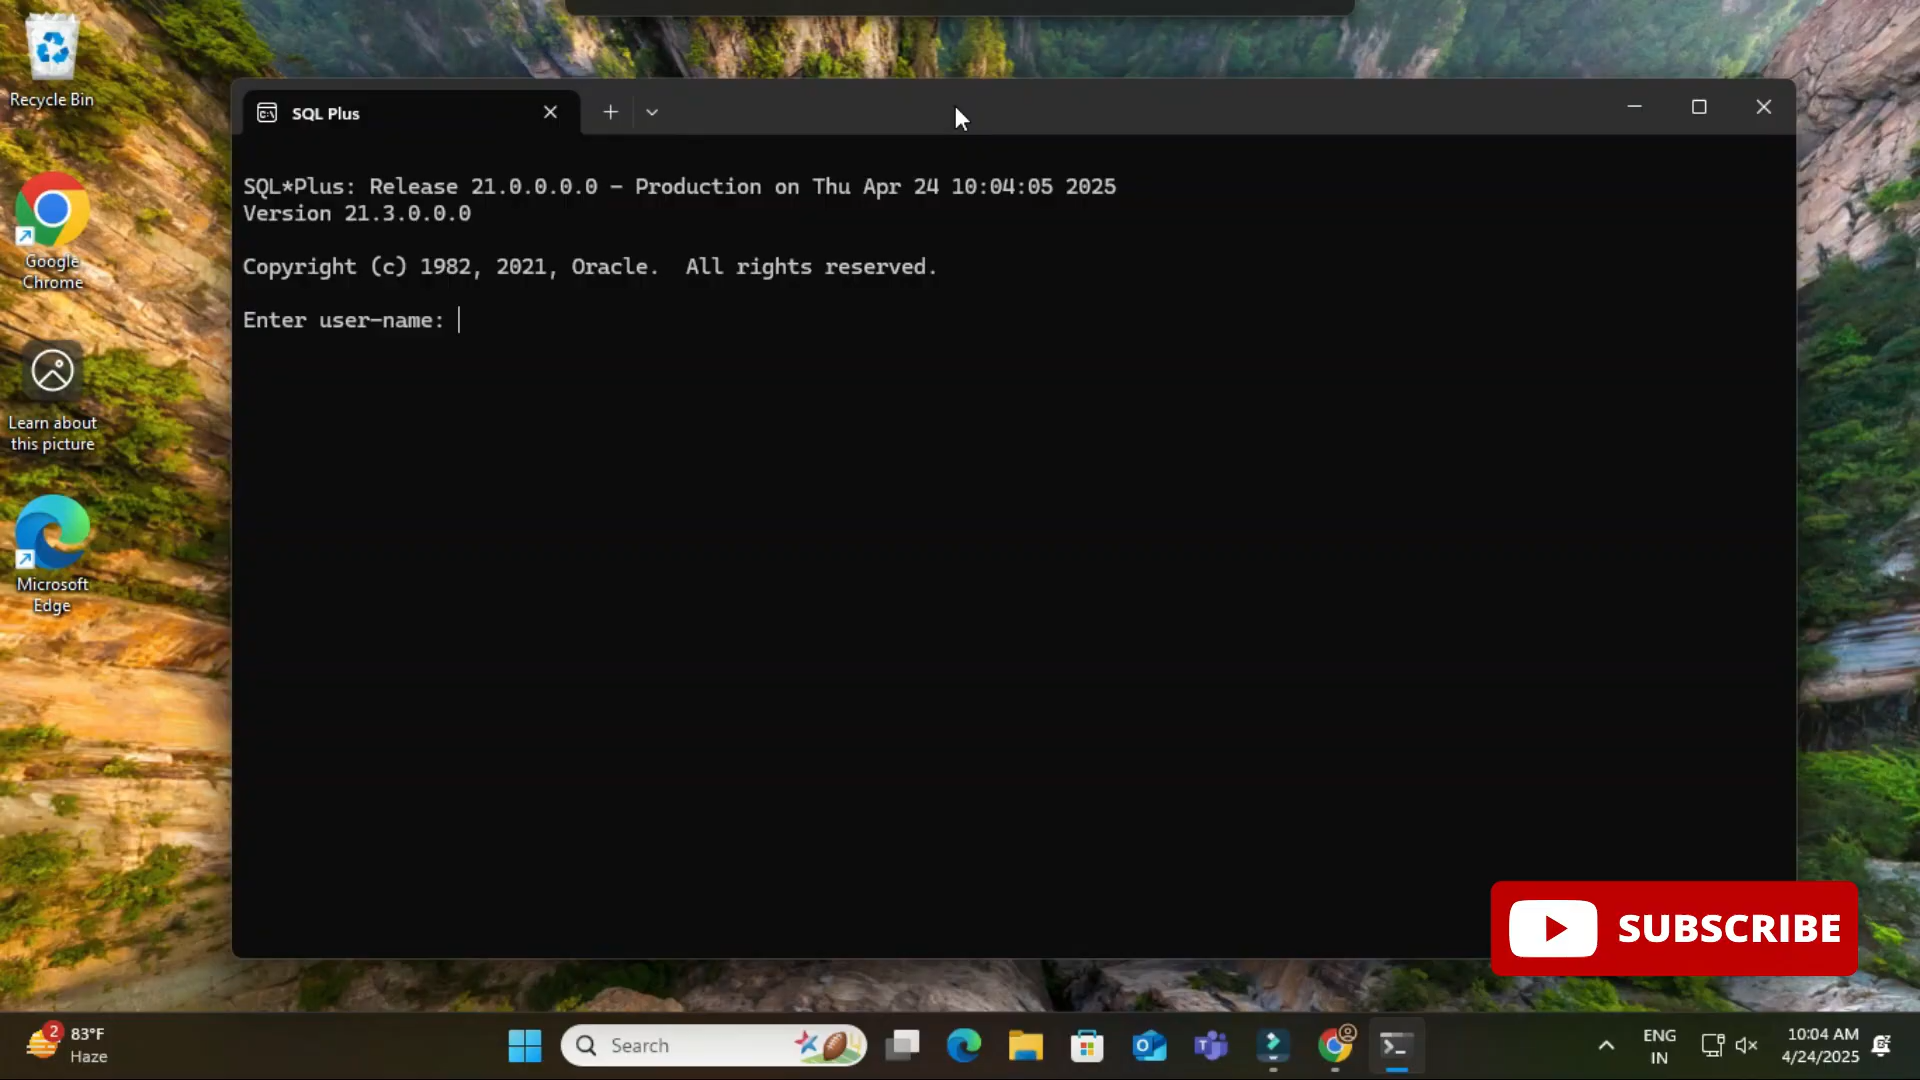 Recycle Bin
Google
Chrome
Learn about
this picture
Microsoft
Edge
SQL Plus
SQL*Plus: Release 21.0.0.0.0 - Production on Thu Apr 24 10:04:05 2025
Version 21.3.0.0.0
Copyright (c) 1982, 2021, Oracle.  All rights reserved.
Enter user-name:
SUBSCRIBE
2
83°F
Haze
Search
ENG
IN
10:04 AM
4/24/2025